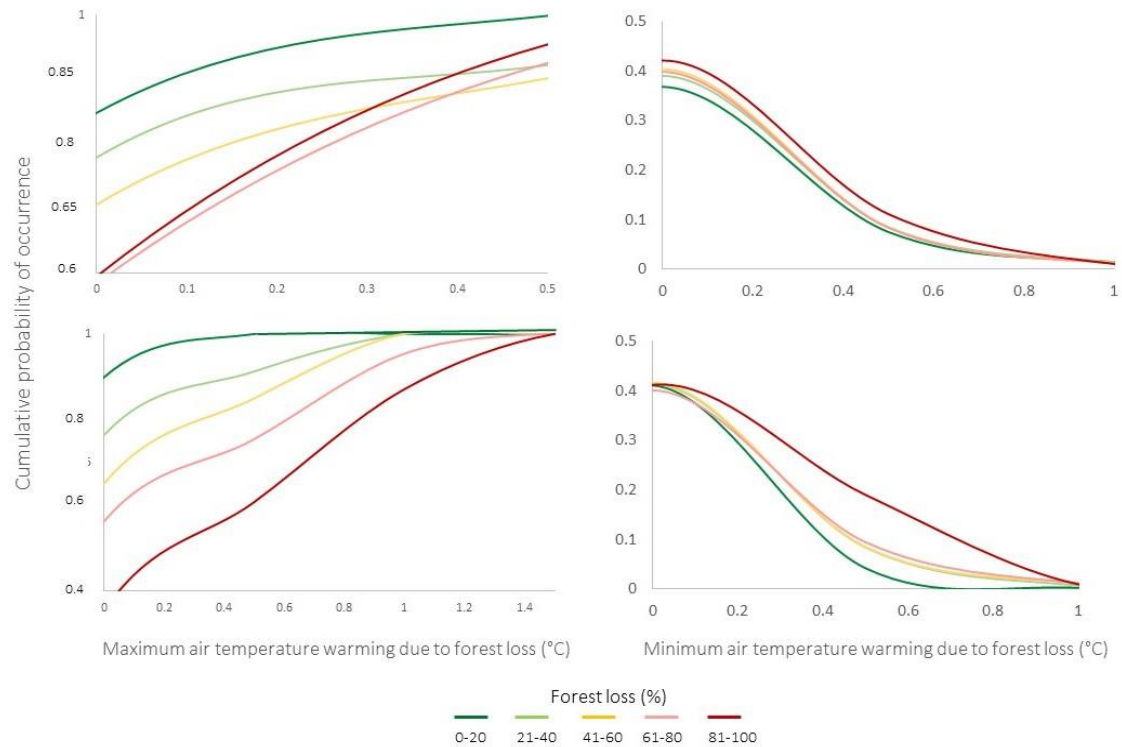 Cumulative probability of occurrence
1
0.85
0.8
0.65
0.6
0 0.1 0.2 0.3 0.4 0.5
0.5
0.4
0.3
0.2
0.1
0
0 0.2 0.4 0.6 0.8 1
1
0.8
0.6
0.4
0 0.2 0.4 0.6 0.8 1 1.2 1.4
0.5
0.4
0.3
0.2
0.1
0
0 0.2 0.4 0.6 0.8 1
Maximum air temperature warming due to forest loss (°C)
Minimum air temperature warming due to forest loss (°C)
Forest loss (%)
0-20 21-40 41-60 61-80 81-100